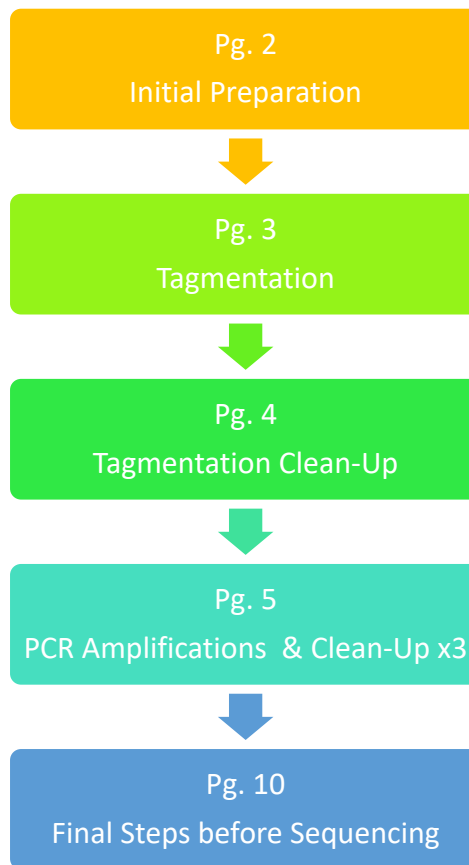 Pg. 2
Initial Preparation
Pg. 3
Tagmentation
Pg. 4
Tagmentation Clean-Up
Pg. 5
PCR Amplifications & Clean-Up x3
Pg. 10
Final Steps before Sequencing